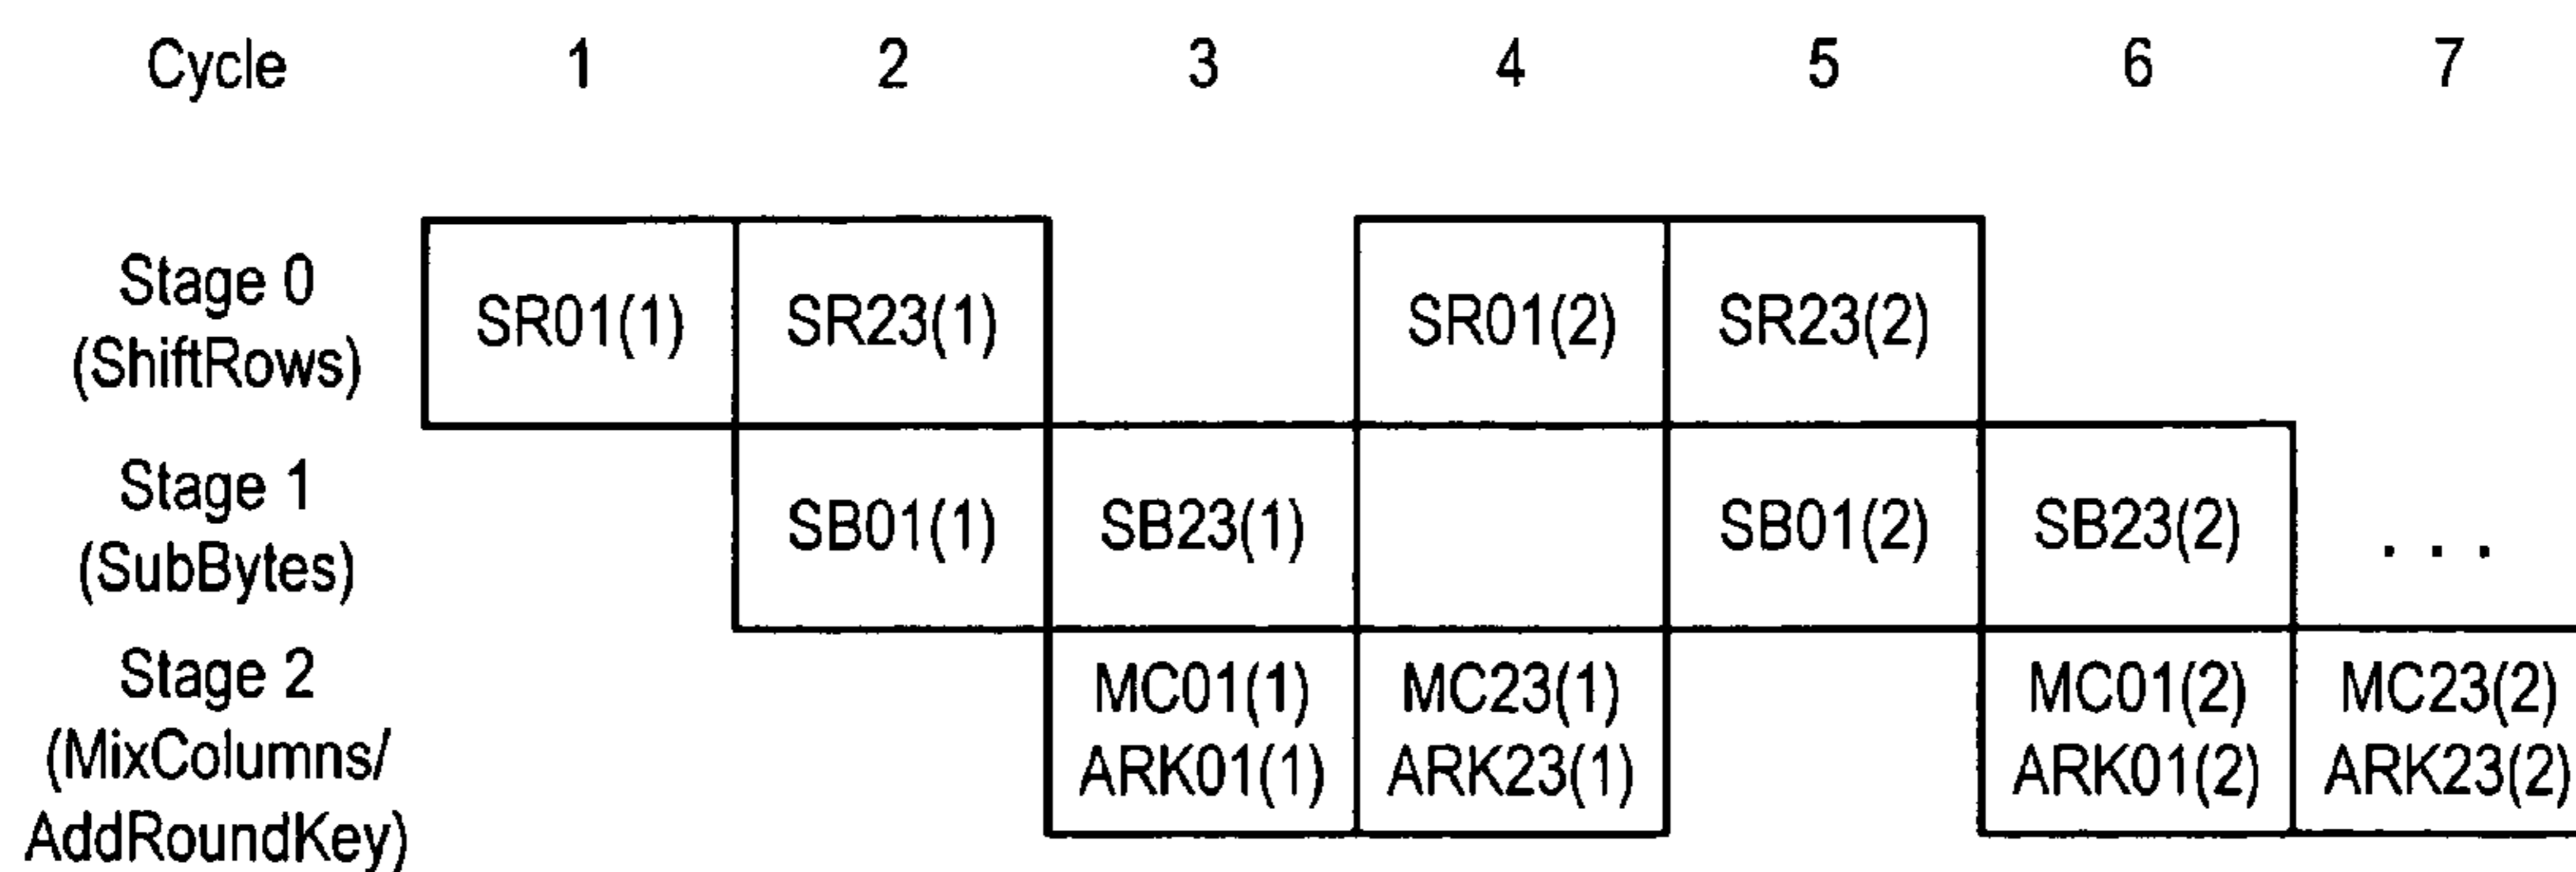 Cycle 1 2 3 4 5 6 7
Stage 0
(ShiftRows)
SR01(1) SR23(1) SR01(2) SR23(2)
Stage 1
(SubBytes)
SB01(1) SB23(1) SB01(2) SB23(2) . . .
Stage 2
(MixColumns/
AddRoundKey)
MC01(1) MC23(1) MC01(2) MC23(2)
ARK01(1) ARK23(1) ARK01(2) ARK23(2)